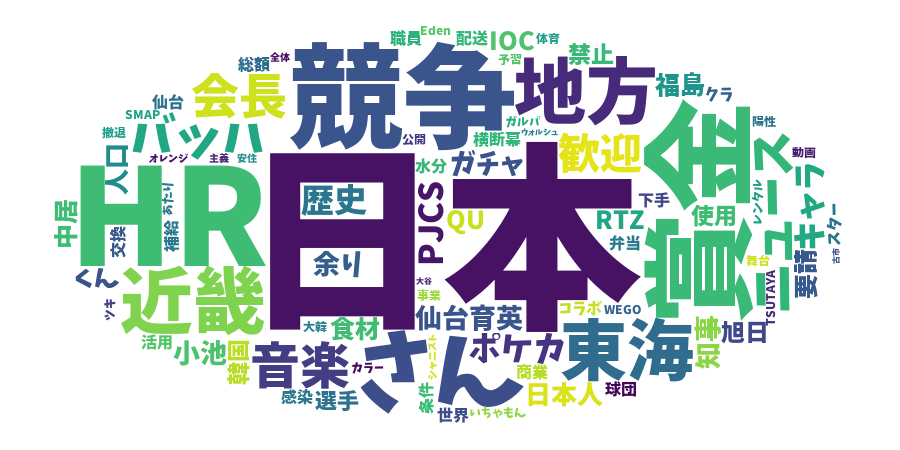 職員
Eden
配送
IOC
体育
総額
全体
競争
予習
禁止
地方
会長
仙台
SMAP
福島
クラ
撤退
バッハ
公開
ガルパ
ウォルシュ
横断幕
歓迎
賞金
陽性
オレンジ
主義
安住
人口
HR
日本
水分
ガチャ
ニュース
動画
キャラ
あたり
歴史
PJCS
QU
下手
RTZ
使用
レンタル
中居
交換
補給
余り
弁当
スター
古市
舞台
要請
くん
近畿
大谷
TSUTAYA
ツキ
事業
コラボ
WEGO
仙台育英
大韓
食材
東海
知事
旭日
活用
小池
韓国
音楽
カラー
さん
シャニスト
ポケカ
商業
球団
感染
選手
条件
日本人
世界
いちゃもん